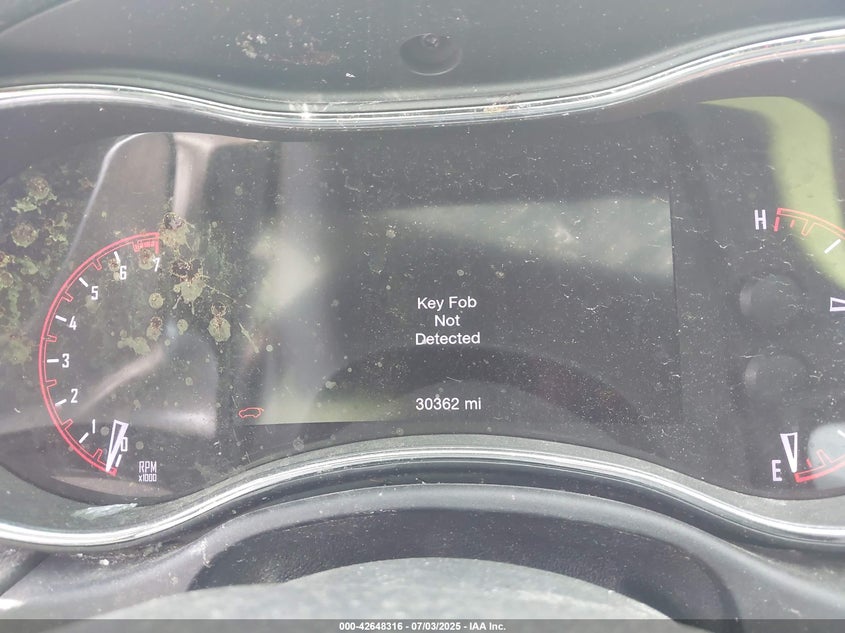 H
7
6
5
4
3
2
1
0
RPM
x1000
Key Fob
Not
Detected
30362 mi
E
000-42648316 - 07/03/2025 - IAA Inc.